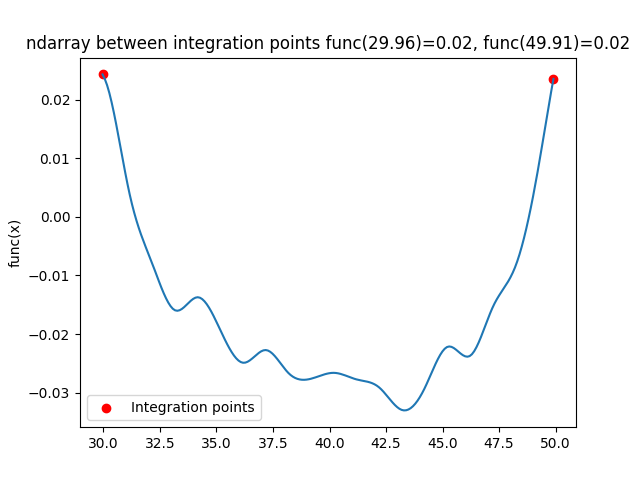 ndarray between integration points func(29.96)=0.02, func(49.91)=0.02
func(x)
0.02
0.01
0.00
−0.01
−0.02
−0.03
Integration points
30.0 32.5 35.0 37.5 40.0 42.5 45.0 47.5 50.0